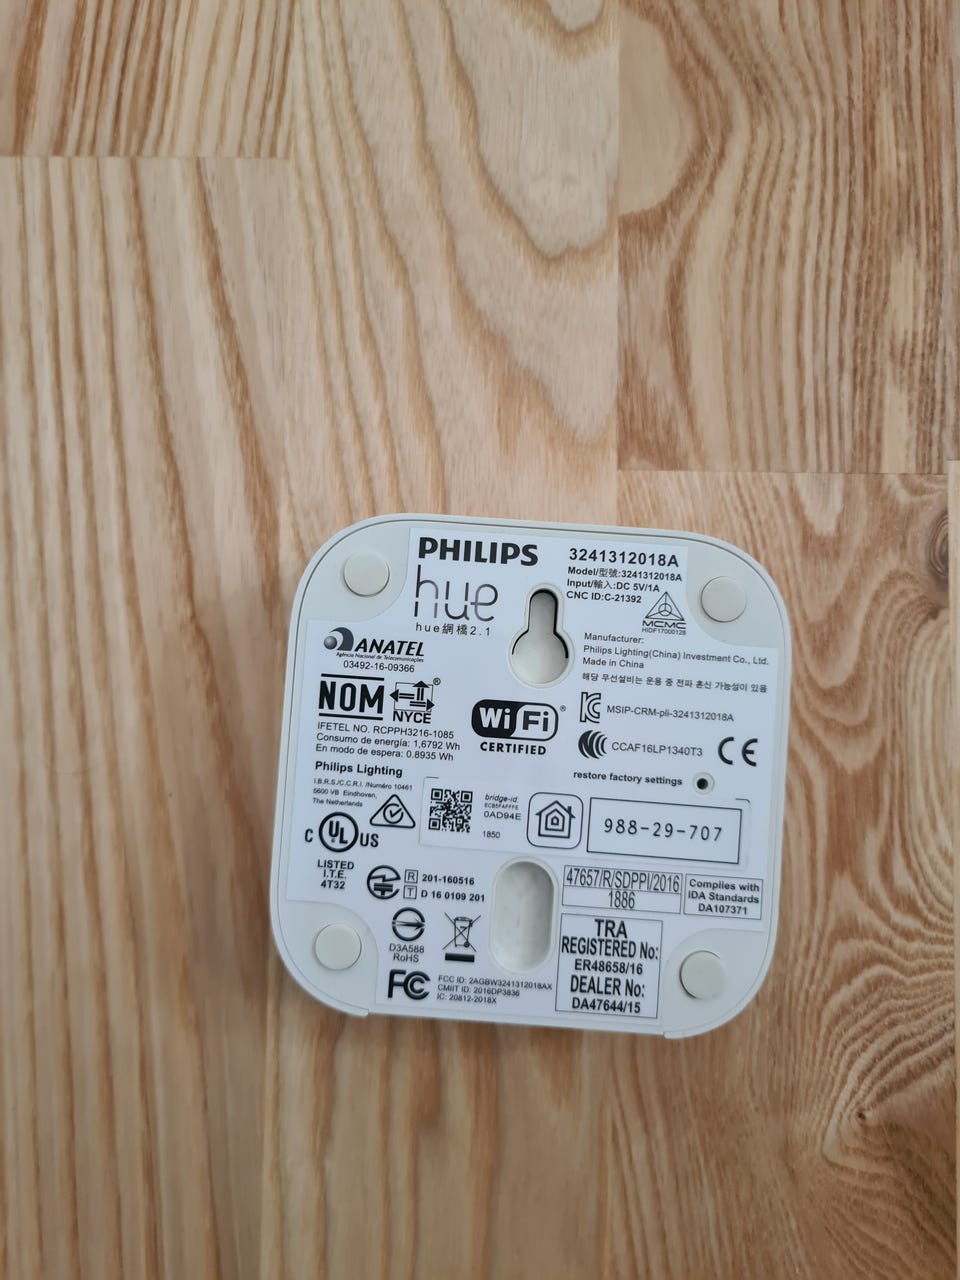 PHILIPS
hue
hue網橋2.1
3241312018A
Model/型號:3241312018A
Input/輸入:DC 5V/1A
CNC ID:C-21392
MCMC
HIDF17000128
Manufacturer:
Philips Lighting(China) Investment Co., Ltd.
Made in China
해당 무선설비는 운용 중 전파 혼신 가능성이 있음
ANATEL
Agência Nacional de Telecomunicações
03492-16-09366
NOM
NYCE
IFETEL NO. RCPPH3216-1085
Consumo de energía: 1,6792 Wh
En modo de espera: 0,8935 Wh
Wi Fi
CERTIFIED
MSIP-CRM-pli-3241312018A
CCAF16LP1340T3
CE
restore factory settings
Philips Lighting
I.B.R.S./C.C.R.I. /Numéro 10461
5600 VB Eindhoven,
The Netherlands
bridge-id:
ECB5FAFFFE
0AD94E
1850
988-29-707
C UL US
LISTED
I.T.E.
4T32
R 201-160516
T D 16 0109 201
D3A588
RoHS
47657/R/SDPPI/2016
1886
Complies with
IDA Standards
DA107371
TRA
REGISTERED No:
ER48658/16
DEALER No:
DA47644/15
FC
FCC ID: 2AGBW3241312018AX
CMIIT ID: 2016DP3836
IC: 20812-2018X